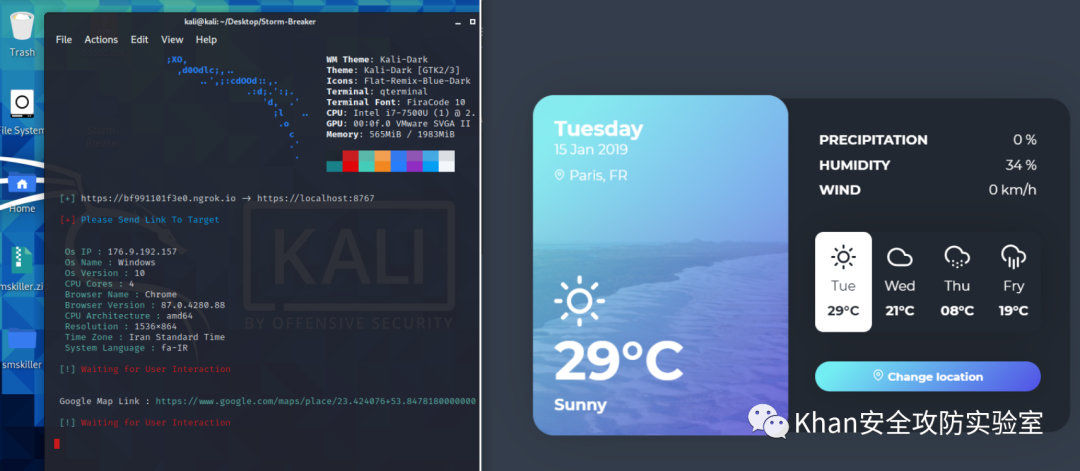 kali@kali: ~/Desktop/Storm-Breaker
File Actions Edit View Help
Trash
File System
Home
mskiller.zi
smskiller
;XO,
,d0Odlc;,..
..',;:cdOOd::,.
.:d;.':;.
'd, .'
;l ..
.o
c
.'
.
WM Theme: Kali-Dark
Theme: Kali-Dark [GTK2/3]
Icons: Flat-Remix-Blue-Dark
Terminal: qterminal
Terminal Font: FiraCode 10
CPU: Intel i7-7500U (1) @ 2.
GPU: 00:0f.0 VMware SVGA II
Memory: 565MiB / 1983MiB
[+] https://bf991101f3e0.ngrok.io → https://localhost:8767
[+] Please Send Link To Target
Os IP : 176.9.192.157
Os Name : Windows
Os Version : 10
CPU Cores : 4
Browser Name : Chrome
Browser Version : 87.0.4280.88
CPU Architecture : amd64
Resolution : 1536×864
Time Zone : Iran Standard Time
System Language : fa-IR
[!] Waiting for User Interaction
Google Map Link : https://www.google.com/maps/place/23.424076+53.8478180000000
[!] Waiting for User Interaction
KALI
BY OFFENSIVE SECURITY
Tuesday
15 Jan 2019
Paris, FR
29°C
Sunny
PRECIPITATION 0 %
HUMIDITY 34 %
WIND 0 km/h
Tue Wed Thu Fry
29°C 21°C 08°C 19°C
Change location
Khan安全攻防实验室